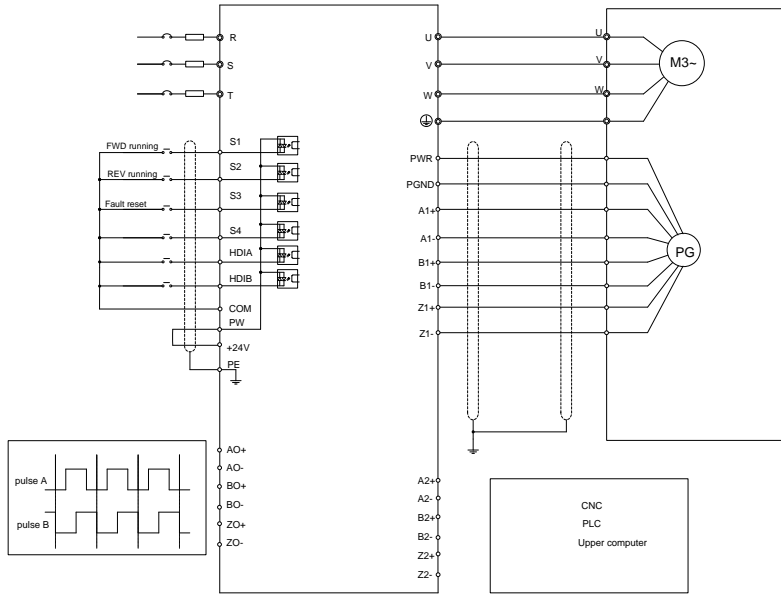 R
S
T
FWD running
REV running
Fault reset
S1
S2
S3
S4
HDIA
HDIB
COM
PW
+24V
PE
AO+
AO-
BO+
BO-
ZO+
ZO-
pulse A
pulse B
U
V
W
PWR
PGND
A1+
A1-
B1+
B1-
Z1+
Z1-
A2+
A2-
B2+
B2-
Z2+
Z2-
U
V
W
M3~
PG
CNC
PLC
Upper computer